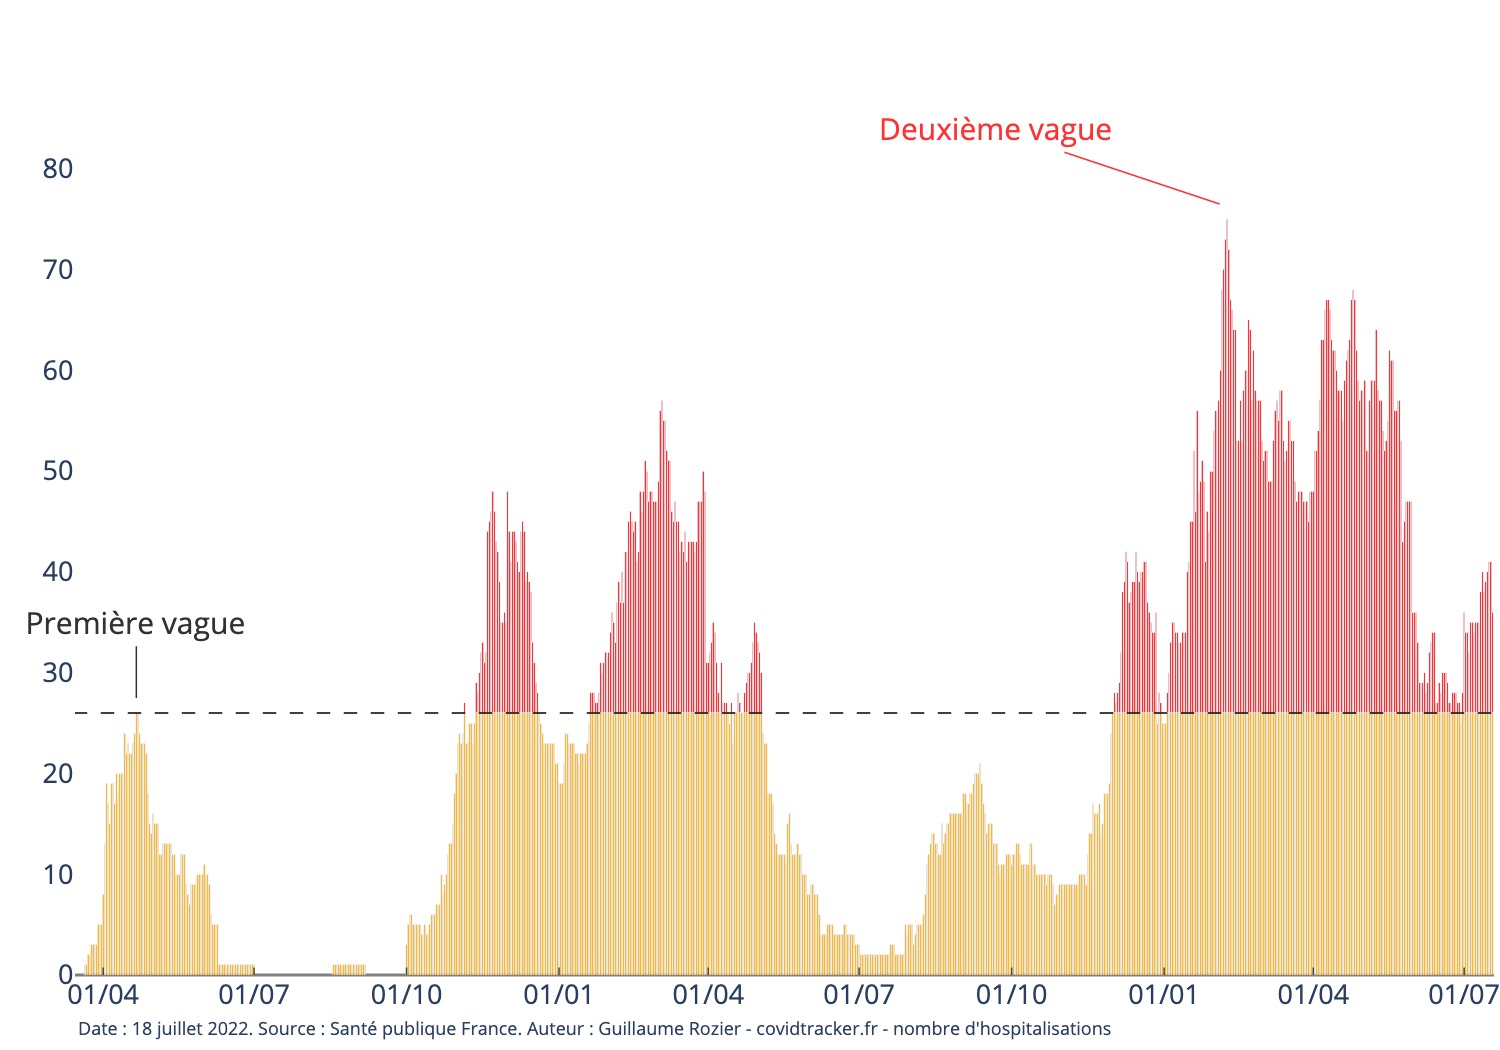 Deuxième vague
80
70
60
50
40
Première vague
30
20
10
0
01/04 01/07 01/10 01/01 01/04 01/07 01/10 01/01 01/04 01/07
Date : 18 juillet 2022. Source : Santé publique France. Auteur : Guillaume Rozier - covidtracker.fr - nombre d'hospitalisations